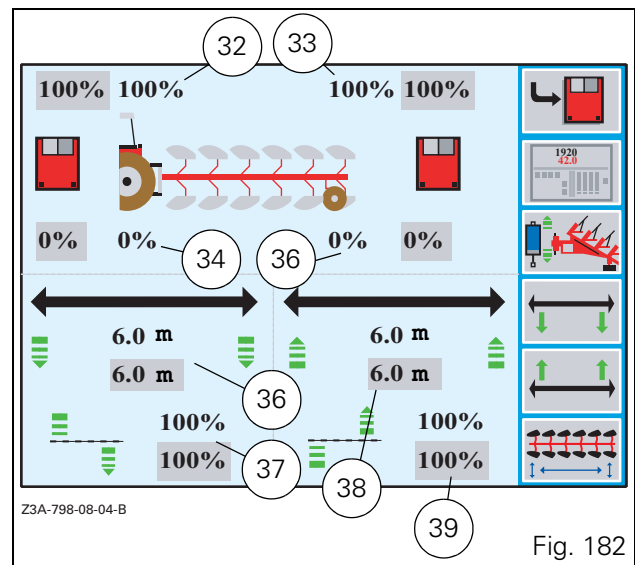 32 33
100% 100% 100% 100%
1920
42.0
0% 0% 0% 0%
34 36
6.0 m 6.0 m
6.0 m 6.0 m
36
100% 100%
100% 100%
37 38 39
Z3A-798-08-04-B
Fig. 182